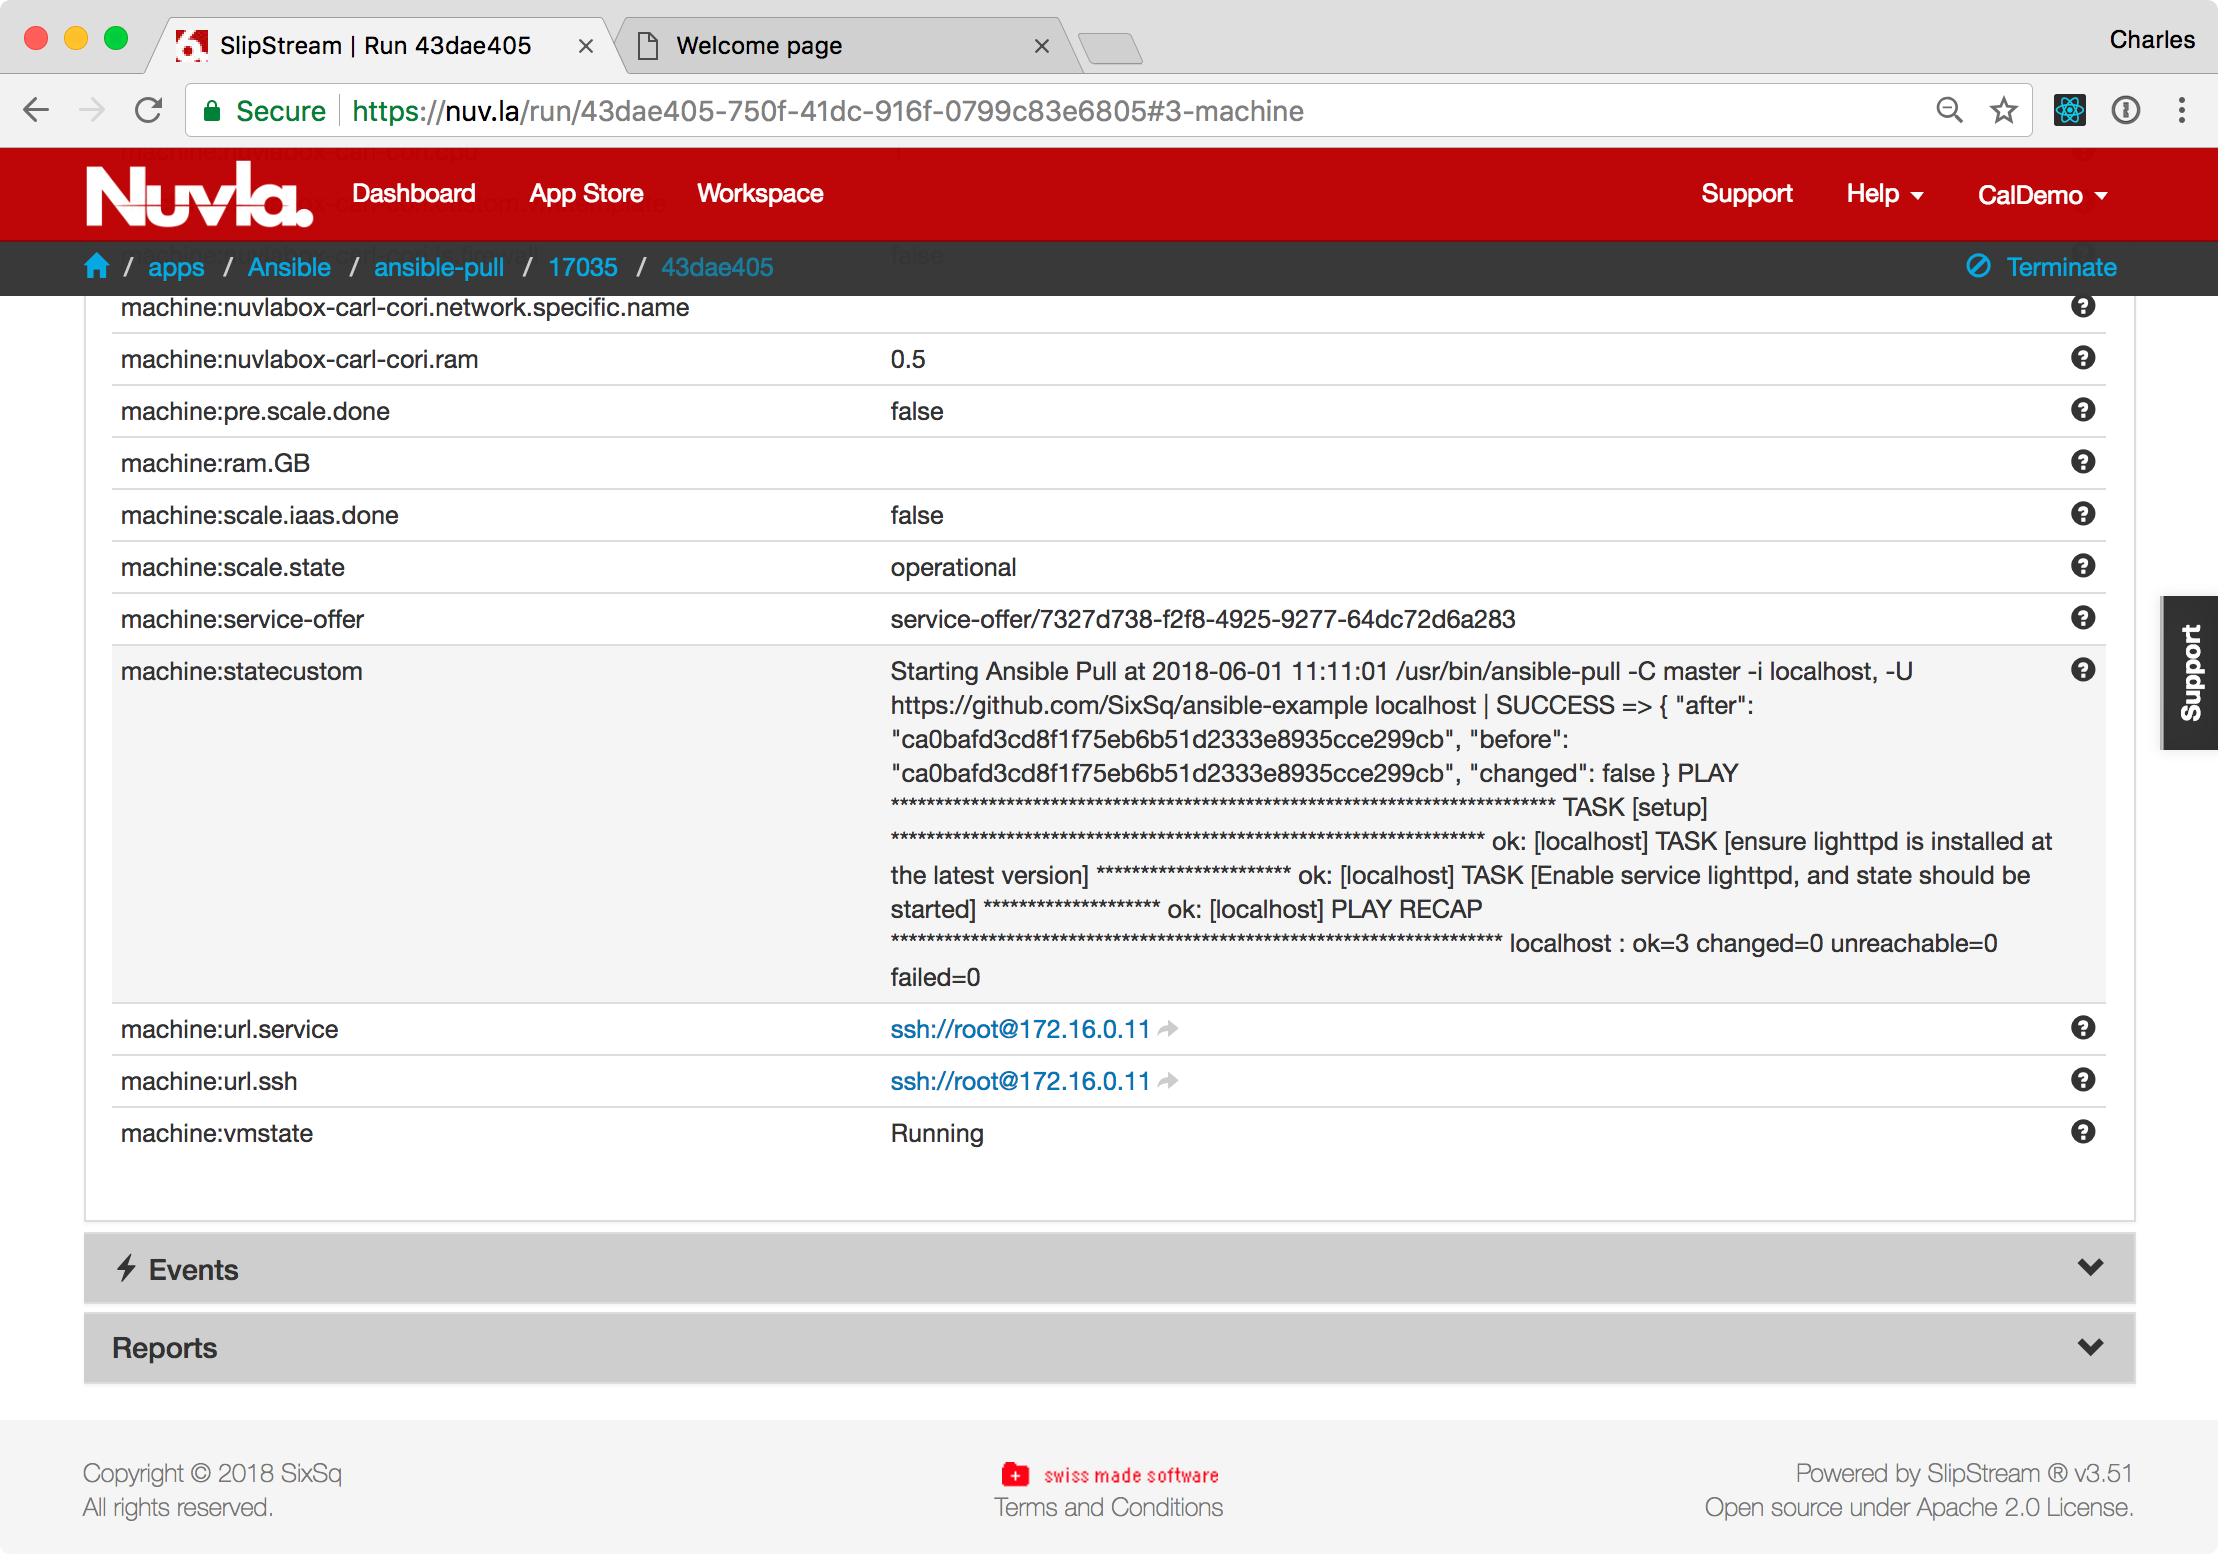 SlipStream | Run 43dae405
Welcome page
Charles
Secure https://nuv.la/run/43dae405-750f-41dc-916f-0799c83e6805#3-machine
Nuvla. Dashboard App Store Workspace Support Help CalDemo
/ apps / Ansible / ansible-pull / 17035 / 43dae405 Terminate
false
machine:nuvlabox-carl-cori.network.specific.name
machine:nuvlabox-carl-cori.ram 0.5
machine:pre.scale.done false
machine:ram.GB
machine:scale.iaas.done false
machine:scale.state operational
machine:service-offer service-offer/7327d738-f2f8-4925-9277-64dc72d6a283
machine:statecustom Starting Ansible Pull at 2018-06-01 11:11:01 /usr/bin/ansible-pull -C master -i localhost, -U
https://github.com/SixSq/ansible-example localhost | SUCCESS => { "after":
"ca0bafd3cd8f1f75eb6b51d2333e8935cce299cb", "before":
"ca0bafd3cd8f1f75eb6b51d2333e8935cce299cb", "changed": false } PLAY
*************************************************************************** TASK [setup]
******************************************************************* ok: [localhost] TASK [ensure lighttpd is installed at
the latest version] ********************** ok: [localhost] TASK [Enable service lighttpd, and state should be
started] ******************** ok: [localhost] PLAY RECAP
********************************************************************* localhost : ok=3 changed=0 unreachable=0
failed=0
machine:url.service ssh://root@172.16.0.11
machine:url.ssh ssh://root@172.16.0.11
machine:vmstate Running
Support
Events
Reports
Copyright © 2018 SixSq
All rights reserved.
swiss made software
Terms and Conditions
Powered by SlipStream ® v3.51
Open source under Apache 2.0 License.